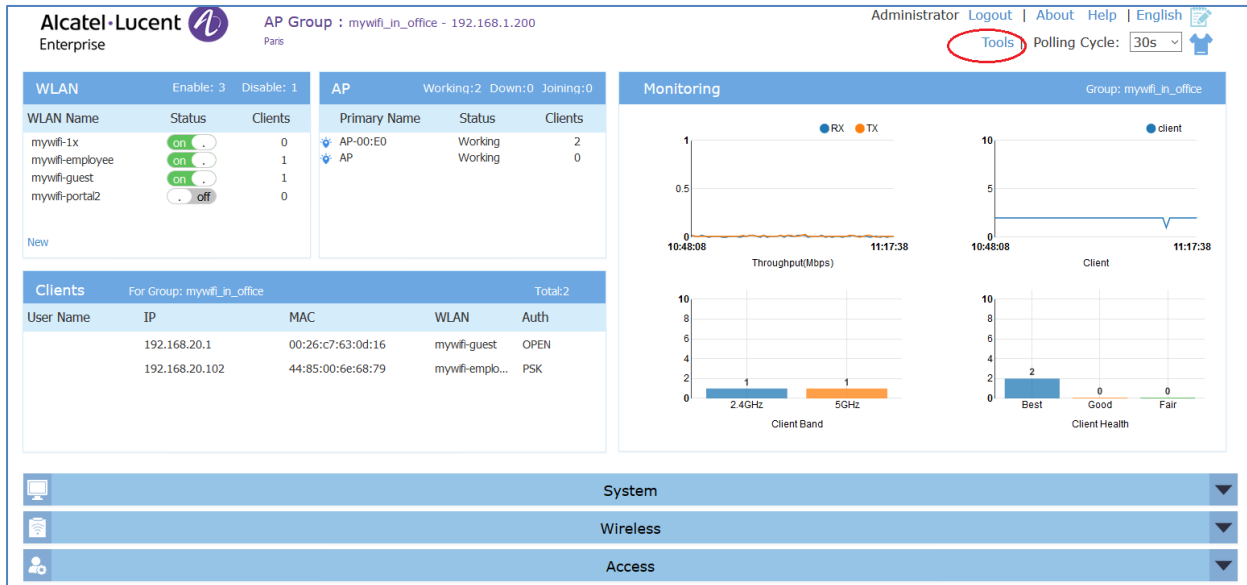 Alcatel·Lucent
Enterprise
AP Group : mywifi_in_office - 192.168.1.200
Paris
Administrator Logout | About Help | English
Tools | Polling Cycle: 30s
WLAN Enable: 3 Disable: 1
WLAN Name Status Clients
mywifi-1x on 0
mywifi-employee on 1
mywifi-guest on 1
mywifi-portal2 off 0
New
AP Working:2 Down:0 Joining:0
Primary Name Status Clients
AP-00:E0 Working 2
AP Working 0
Clients For Group: mywifi_in_office Total:2
User Name IP MAC WLAN Auth
192.168.20.1 00:26:c7:63:0d:16 mywifi-guest OPEN
192.168.20.102 44:85:00:6e:68:79 mywifi-emplo... PSK
Monitoring Group: mywifi_in_office
RX TX
1
0.5
0
10:48:08 11:17:38
Throughput(Mbps)
client
10
5
0
10:48:08 11:17:38
Client
10
8
6
4
2
0
1 1
2.4GHz 5GHz
Client Band
10
8
6
4
2
0
2 0 0
Best Good Fair
Client Health
System
Wireless
Access